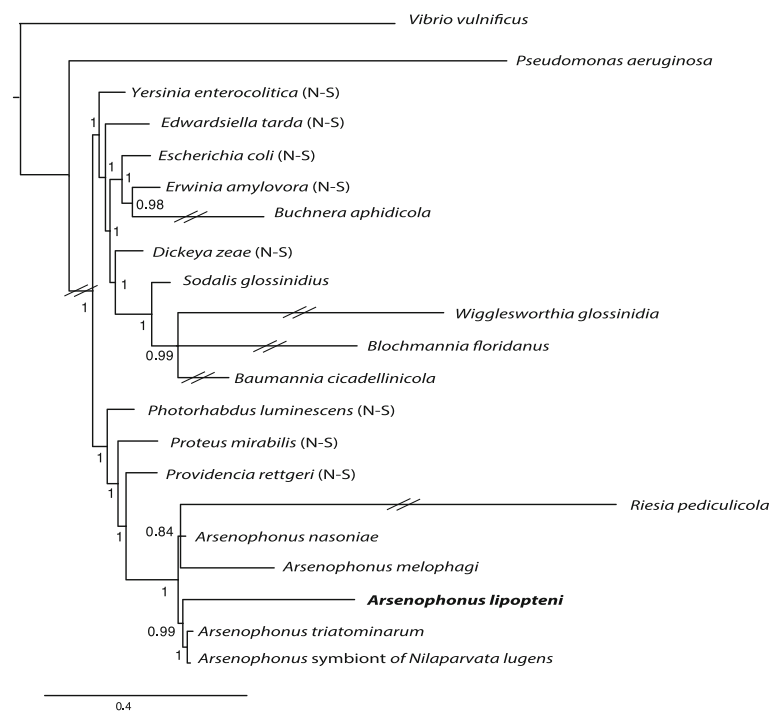 Vibrio vulnificus
Pseudomonas aeruginosa
Yersinia enterocolitica (N-S)
1
Edwardsiella tarda (N-S)
Escherichia coli (N-S)
1
1
Erwinia amylovora (N-S)
0.98
Buchnera aphidicola
1
Dickeya zeae (N-S)
Sodalis glossinidius
1
1
Wigglesworthia glossinidia
1
Blochmannia floridanus
0.99
Baumannia cicadellinicola
Photorhabdus luminescens (N-S)
Proteus mirabilis (N-S)
1
Providencia rettgeri (N-S)
1
Riesia pediculicola
0.84
1
Arsenophonus nasoniae
Arsenophonus melophagi
1
Arsenophonus lipopteni
0.99
Arsenophonus triatominarum
1
Arsenophonus symbiont of Nilaparvata lugens
0.4